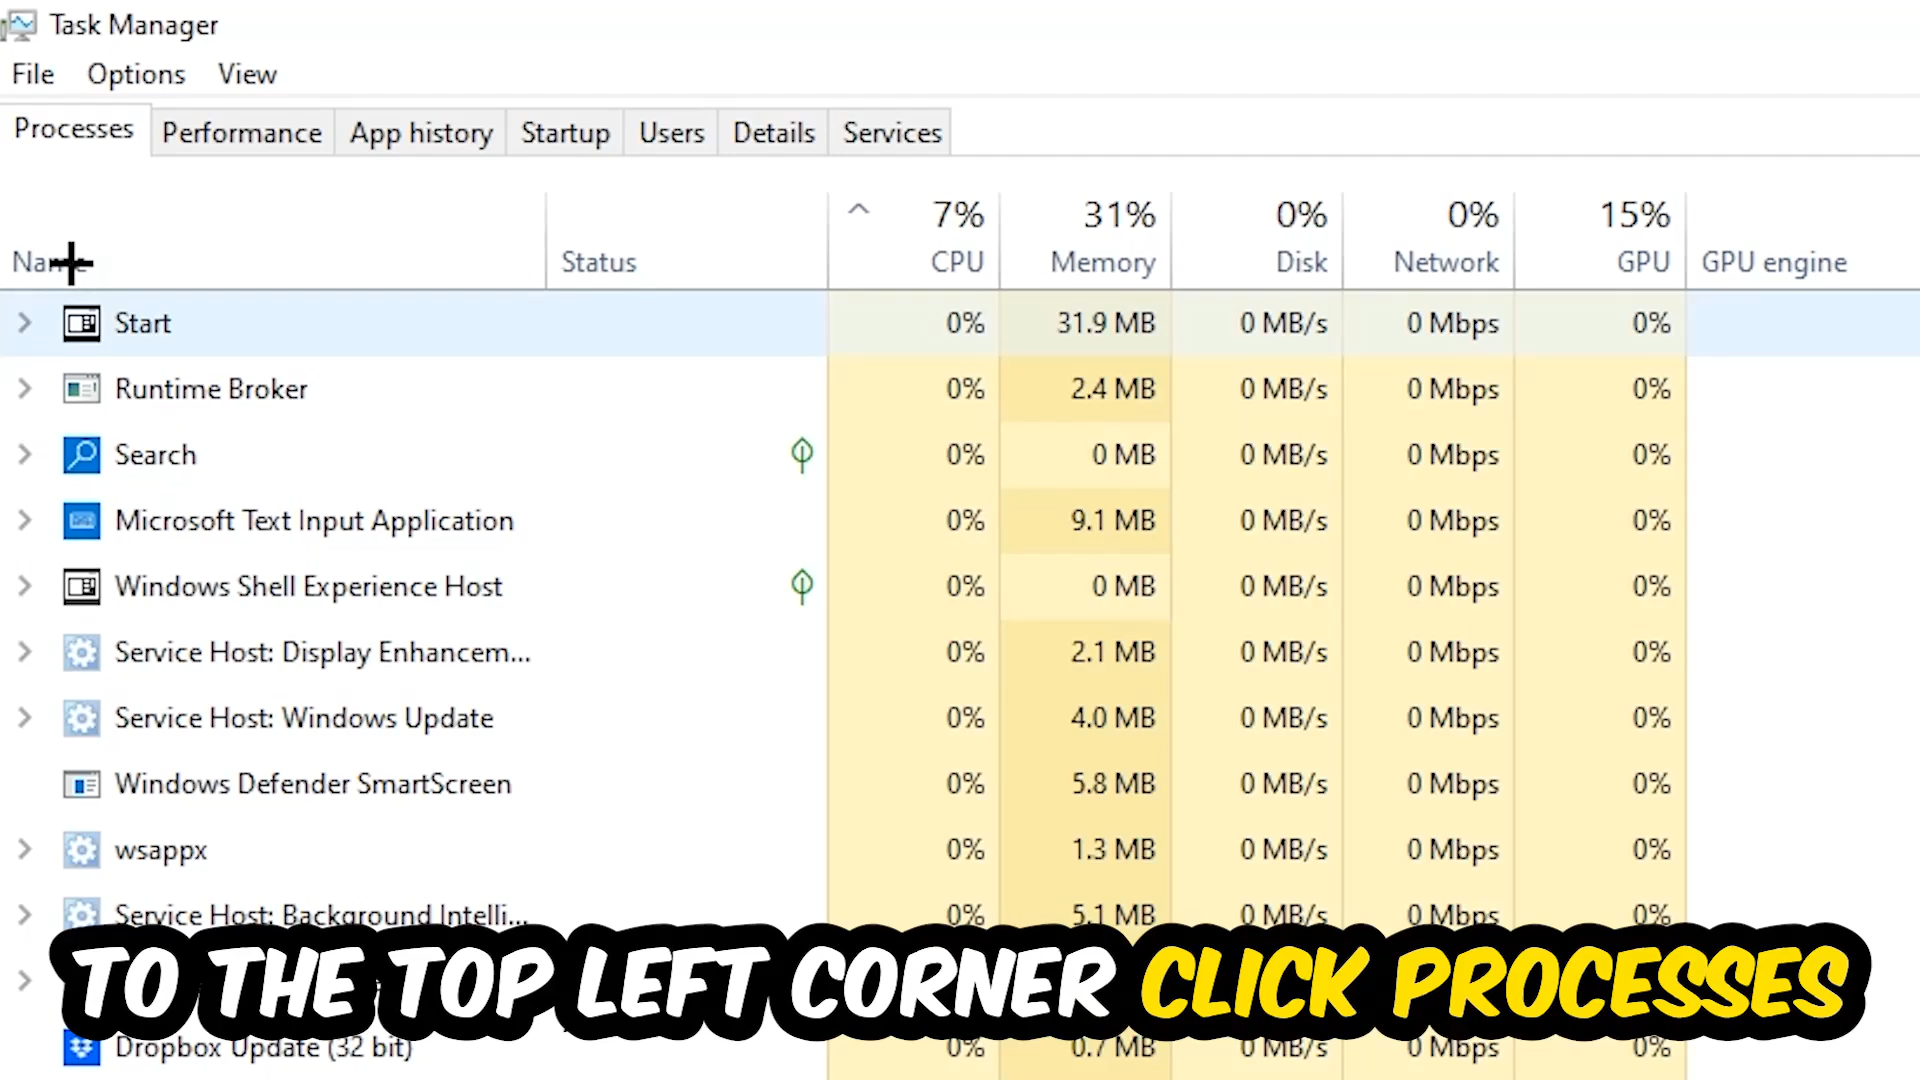 Task Manager
File Options View
Processes Performance App history Startup Users Details Services
7% 31% 0% 0% 15%
Name Status CPU Memory Disk Network GPU GPU engine
Start 0% 31.9 MB 0 MB/s 0 Mbps 0%
Runtime Broker 0% 2.4 MB 0 MB/s 0 Mbps 0%
Search 0% 0 MB 0 MB/s 0 Mbps 0%
Microsoft Text Input Application 0% 9.1 MB 0 MB/s 0 Mbps 0%
Windows Shell Experience Host 0% 0 MB 0 MB/s 0 Mbps 0%
Service Host: Display Enhancem... 0% 2.1 MB 0 MB/s 0 Mbps 0%
Service Host: Windows Update 0% 4.0 MB 0 MB/s 0 Mbps 0%
Windows Defender SmartScreen 0% 5.8 MB 0 MB/s 0 Mbps 0%
wsappx 0% 1.3 MB 0 MB/s 0 Mbps 0%
Service Host: Background Intelli... 0% 5.1 MB 0 MB/s 0 Mbps 0%
TO THE TOP LEFT CORNER CLICK PROCESSES
Dropbox Update (32 bit) 0% 0.7 MB 0 MB/s 0 Mbps 0%